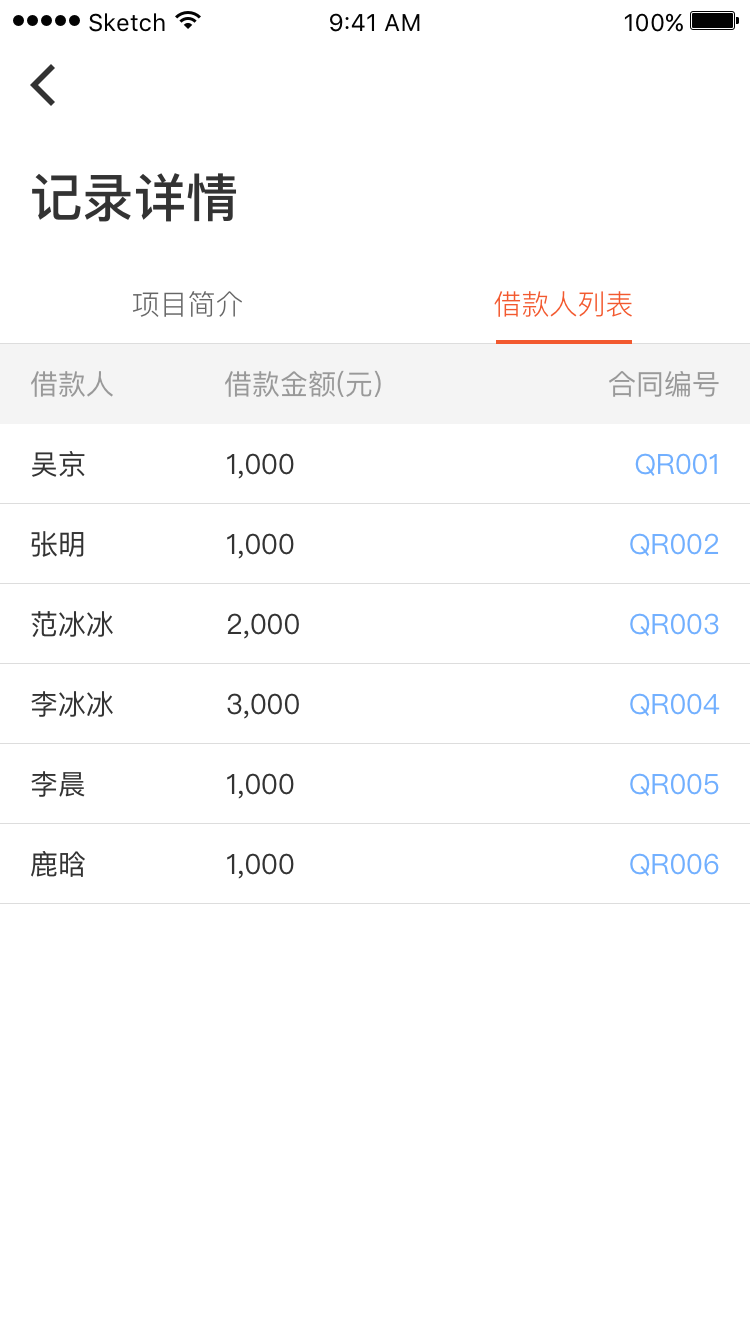 Sketch 9:41 AM 100%
记录详情
项目简介 借款人列表
借款人 借款金额(元) 合同编号
吴京 1,000 QR001
张明 1,000 QR002
范冰冰 2,000 QR003
李冰冰 3,000 QR004
李晨 1,000 QR005
鹿晗 1,000 QR006